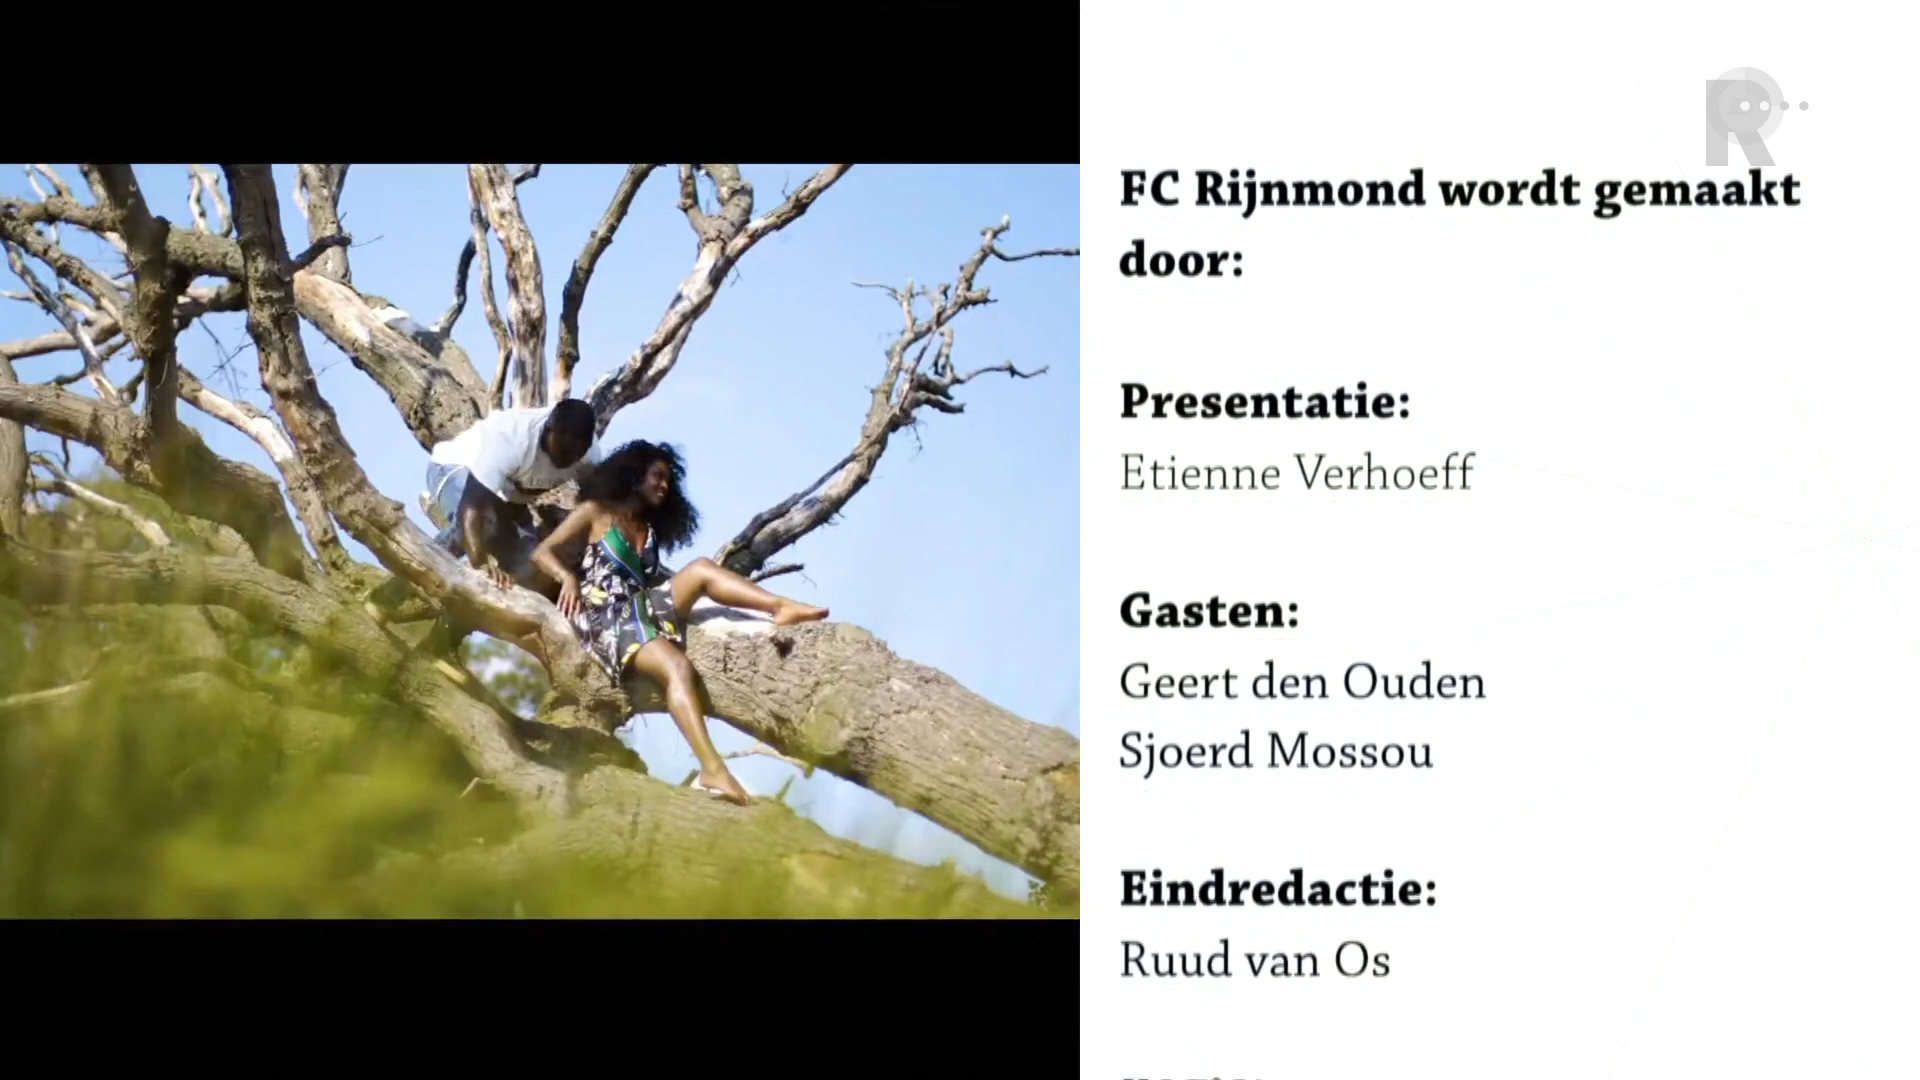 FC Rijnmond wordt gemaakt
door:
Presentatie:
Etienne Verhoeff
Gasten:
Geert den Ouden
Sjoerd Mossou
Eindredactie:
Ruud van Os